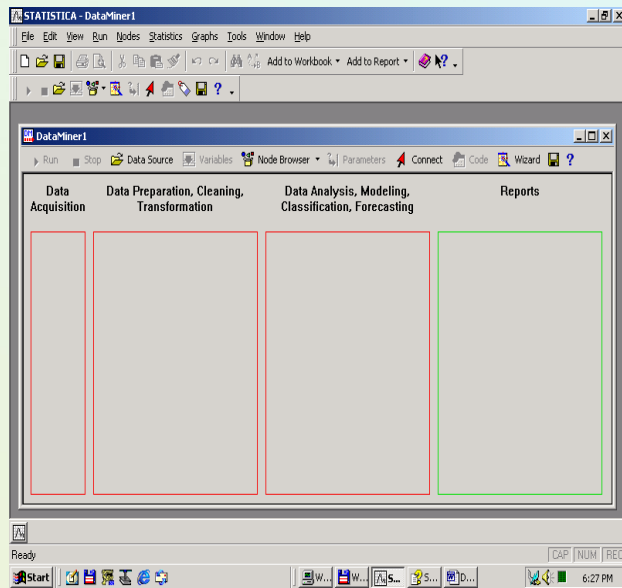 STATISTICA - DataMiner1
File Edit View Run Nodes Statistics Graphs Tools Window Help
Add to Workbook Add to Report
DataMiner1
Run Stop Data Source Variables Node Browser Parameters Connect Code Wizard
Data Acquisition
Data Preparation, Cleaning,
Transformation
Data Analysis, Modeling,
Classification, Forecasting
Reports
Ready
CAP NUM REC
Start W... W... S... S... D... 6:27 PM